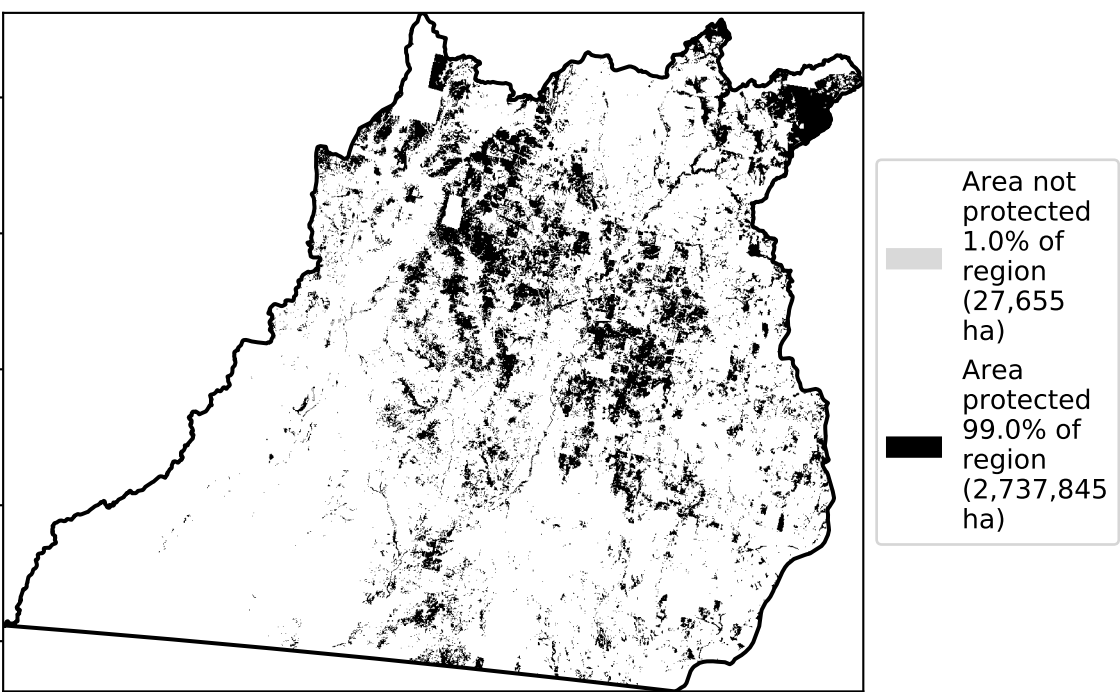 Area not
protected
1.0% of
region
(27,655
ha)
Area
protected
99.0% of
region
(2,737,845
ha)